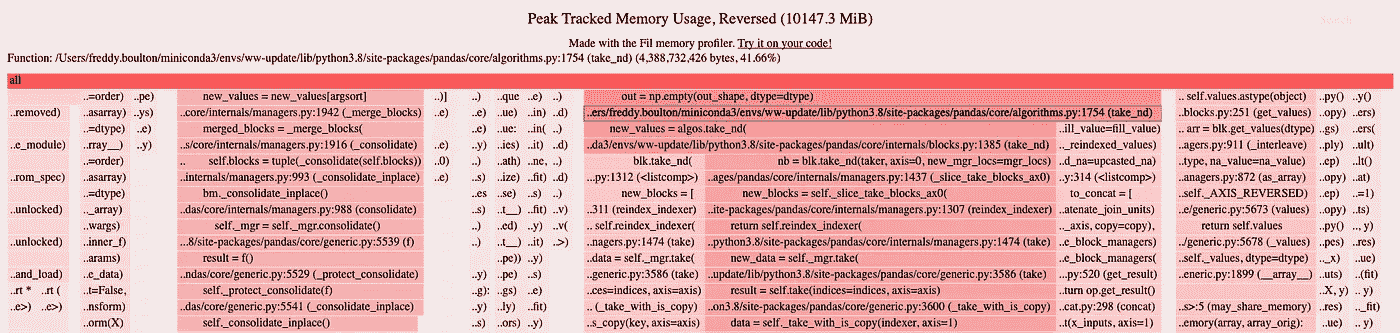 Peak Tracked Memory Usage, Reversed (10147.3 MiB)
Search
Made with the Fil memory profiler. Try it on your code!
Function: /Users/freddy.boulton/miniconda3/envs/ww-update/lib/python3.8/site-packages/pandas/core/algorithms.py:1754 (take_nd) (4,388,732,426 bytes, 41.66%)
all
..=order) ..pe) new_values = new_values[argsort] ..)] ..) ..que ..e) ..) out = np.empty(out_shape, dtype=dtype) .. self.values.astype(object) ..py() ..y()
..removed) ..asarray) ..ys) ..core/internals/managers.py:1942 (_merge_blocks) ..e) ..e) ..ue) ..in) ..d) ..ers/freddy.boulton/miniconda3/envs/ww-update/lib/python3.8/site-packages/pandas/core/algorithms.py:1754 (take_nd) ..blocks.py:251 (get_values) ..opy) ..ers)
..=dtype) ..e) merged_blocks = _merge_blocks( ..e) ..ue: ..in: ..) new_values = algos.take_nd( ..ill_value=fill_value) .. arr = blk.get_values(dtype) ..gs) ..ers(
..e_module) ..rray__) ..y) ..s/core/internals/managers.py:1916 (_consolidate) ..e) ..y) ..ies) ..it) ..d) ..da3/envs/ww-update/lib/python3.8/site-packages/pandas/core/internals/blocks.py:1385 (take_nd) .._reindexed_values) ..agers.py:911 (_interleave) ..ply) ..ult)
..=order) .. self.blocks = tuple(_consolidate(self.blocks)) ..0) ..) ..ath) ..ne, ..) blk.take_nd( nb = blk.take_nd(taker, axis=0, new_mgr_locs=mgr_locs) ..d_na=upcasted_na) ..type, na_value=na_value) ..ep) ..lt()
..rom_spec) ..asarray) ..internals/managers.py:993 (_consolidate_inplace) ..e) ..s) ..ize) ..fit) ..d) ..py:1312 (<listcomp>) ..ages/pandas/core/internals/managers.py:1437 (_slice_take_blocks_ax0) ..y:314 (<listcomp>) ..anagers.py:872 (as_array) ..ep) ..at)
..=dtype) bm._consolidate_inplace() ..es ..se) ..s) new_blocks = [ new_blocks = self._slice_take_blocks_ax0( to_concat = [ ..self._AXIS_REVERSED) ..ep) ..=1)
..unlocked) .._array) ..das/core/internals/managers.py:988 (consolidate) ..s) ..t__) ..fit) ..v) ..311 (reindex_indexer) ..ite-packages/pandas/core/internals/managers.py:1307 (reindex_indexer) ..atenate_join_units) ..e/generic.py:5673 (values) ..opy) ..ts)
..wargs) self._mgr = self._mgr.consolidate() ..) ..ed) ..y) ..v( .. self.reindex_indexer( return self.reindex_indexer( .._axis, copy=copy), return self.values ..py) ..(
..unlocked) ..inner_f) ..8/site-packages/pandas/core/generic.py:5539 (f) ..) ..t__) ..it) ..>) ..nagers.py:1474 (take) ..python3.8/site-packages/pandas/core/internals/managers.py:1474 (take) ..e_block_managers) ../generic.py:5678 (_values) ..pes) ..res)
..arams) result = f() ..pe)) ..y) ..data = self._mgr.take( new_data = self._mgr.take( ..e_block_managers( ..self._values, dtype=dtype) .._x) ..ue)
..and_load) ..e_data) ..ndas/core/generic.py:5529 (_protect_consolidate) ..y) ..pe) ..s) ..generic.py:3586 (take) ..update/lib/python3.8/site-packages/pandas/core/generic.py:3586 (take) ..py:520 (get_result) ..eneric.py:1899 (__array__) ..uts) ..(fit)
..rt * ..rt ( ..t=False, self._protect_consolidate(f) ..g): ..gs) ..e) ..ces=indices, axis=axis) result = self.take(indices=indices, axis=axis) ..turn op.get_result() ..X, y) ..y)
..e>) ..e>) ..nsform) ..das/core/generic.py:5541 (_consolidate_inplace) ..y) ..ly) ..fit) .. (_take_with_is_copy) ..on3.8/site-packages/pandas/core/generic.py:3600 (_take_with_is_copy) ..cat.py:298 (concat) ..s>:5 (may_share_memory) ..res) ..fit)
..orm(X) self._consolidate_inplace() ..s) ..ors) ..y) ..s_copy(key, axis=axis) data = self._take_with_is_copy(indexer, axis=1) ..t(x_inputs, axis=1) ..emory(array, array_orig): ..ue) ..y)